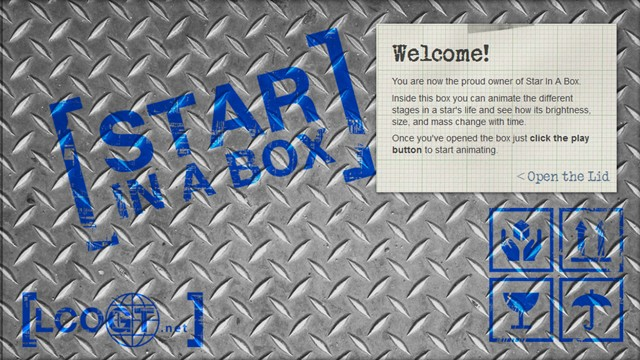 [STAR
IN A BOX]
Welcome!
You are now the proud owner of Star In A Box.
Inside this box you can animate the different
stages in a star's life and see how its brightness,
size, and mass change with time.
Once you've opened the box just click the play
button to start animating.
< Open the Lid
[LCOGT.net]